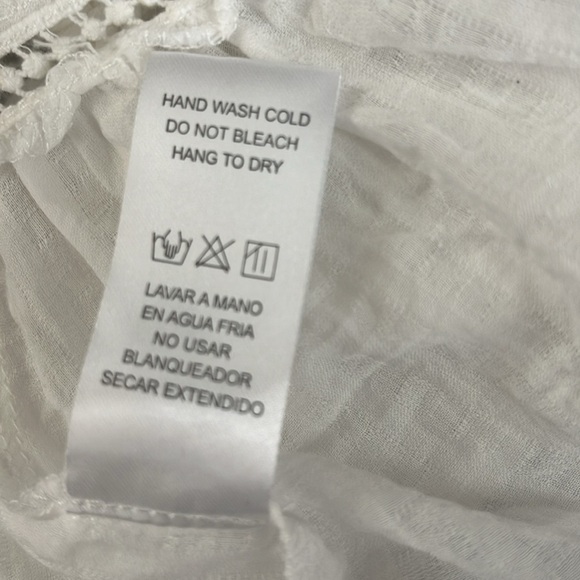 HAND WASH COLD
DO NOT BLEACH
HANG TO DRY
LAVAR A MANO
EN AGUA FRIA
NO USAR
BLANQUEADOR
SECAR EXTENDIDO